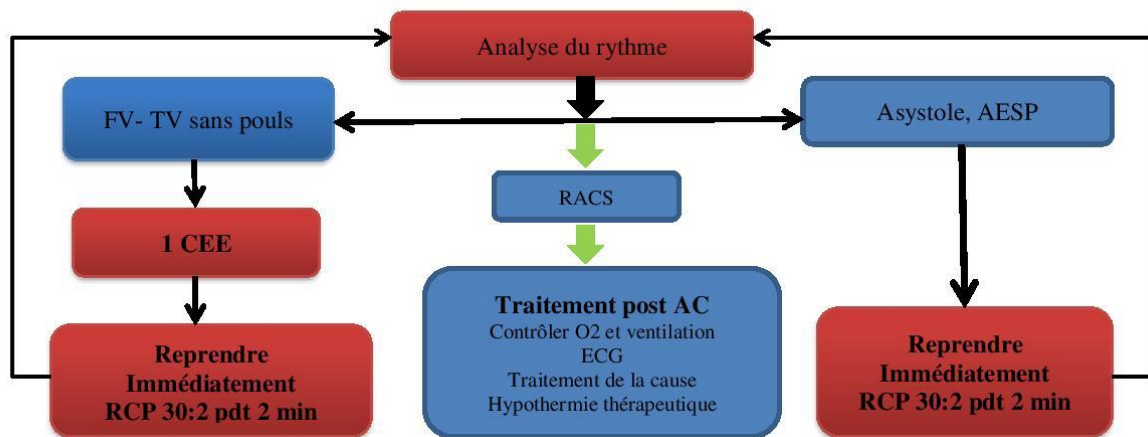 Analyse du rythme
FV- TV sans pouls
Asystole, AESP
RACS
1 CEE
Traitement post AC
Contrôler O2 et ventilation
ECG
Traitement de la cause
Hypothermie thérapeutique
Reprendre
Immédiatement
RCP 30:2 pdt 2 min
Reprendre
Immédiatement
RCP 30:2 pdt 2 min